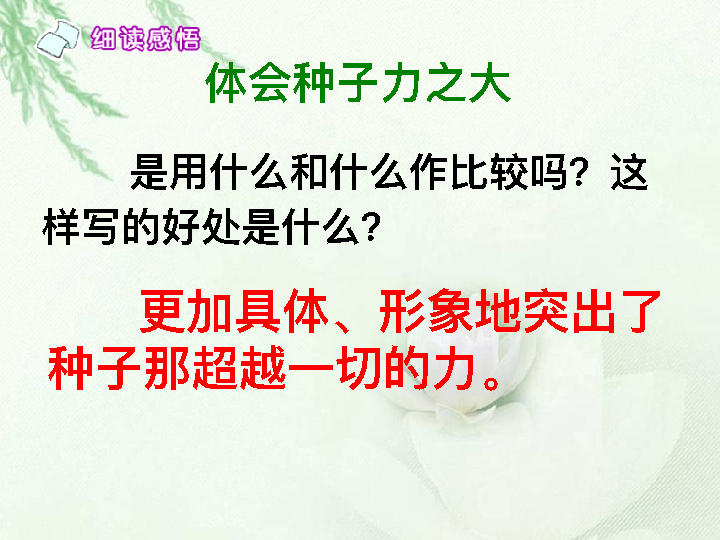 细读感悟
体会种子力之大
是用什么和什么作比较吗？这
样写的好处是什么？
更加具体、形象地突出了
种子那超越一切的力。